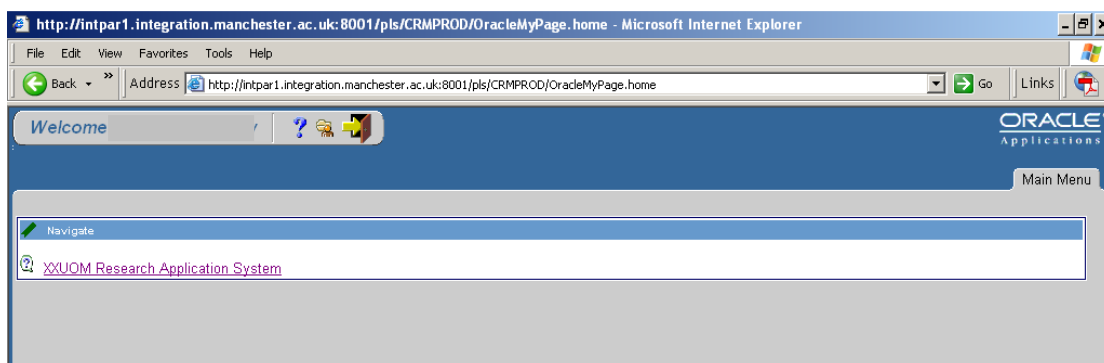 http://intpar1.integration.manchester.ac.uk:8001/pls/CRMPROD/OracleMyPage.home - Microsoft Internet Explorer
File Edit View Favorites Tools Help
Back » Address http://intpar1.integration.manchester.ac.uk:8001/pls/CRMPROD/OracleMyPage.home Go Links
Welcome
ORACLE
Applications
Main Menu
Navigate
XXUOM Research Application System